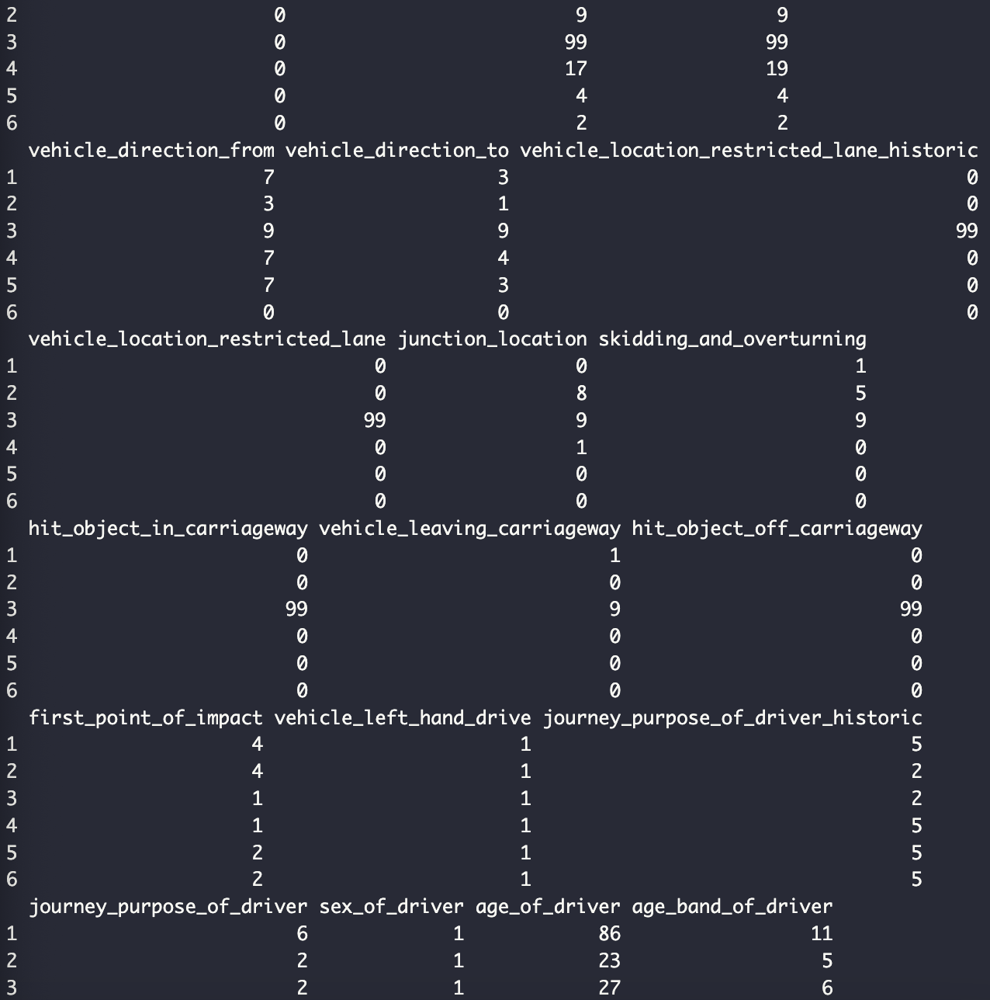 2 0 9 9
3 0 99 99
4 0 17 19
5 0 4 4
6 0 2 2
vehicle_direction_from vehicle_direction_to vehicle_location_restricted_lane_historic
1 7 3 0
2 3 1 0
3 9 9 99
4 7 4 0
5 7 3 0
6 0 0 0
vehicle_location_restricted_lane junction_location skidding_and_overturning
1 0 0 1
2 0 8 5
3 99 9 9
4 0 1 0
5 0 0 0
6 0 0 0
hit_object_in_carriageway vehicle_leaving_carriageway hit_object_off_carriageway
1 0 1 0
2 0 0 0
3 99 9 99
4 0 0 0
5 0 0 0
6 0 0 0
first_point_of_impact vehicle_left_hand_drive journey_purpose_of_driver_historic
1 4 1 5
2 4 1 2
3 1 1 2
4 1 1 5
5 2 1 5
6 2 1 5
journey_purpose_of_driver sex_of_driver age_of_driver age_band_of_driver
1 6 1 86 11
2 2 1 23 5
3 2 1 27 6